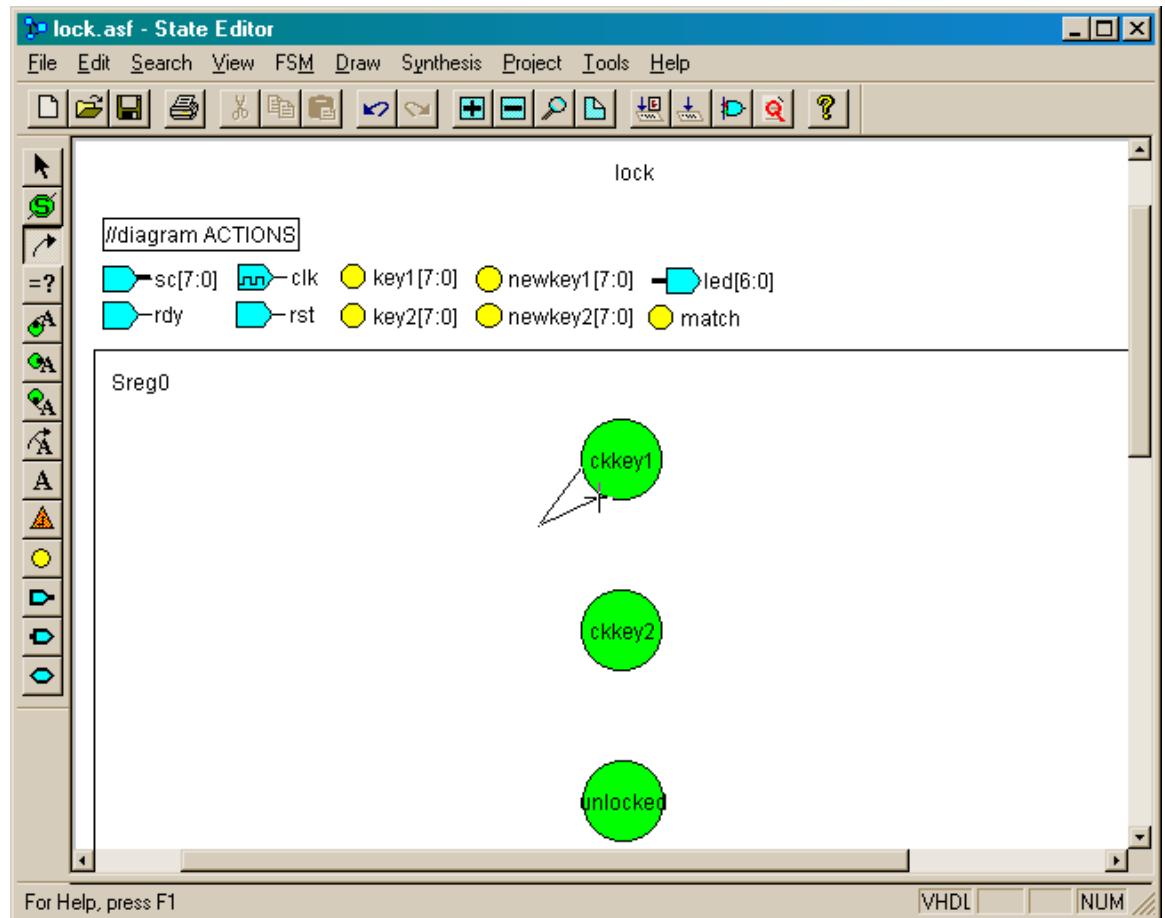 lock.asf - State Editor
File Edit Search View FSM Draw Synthesis Project Tools Help
lock
//diagram ACTIONS
sc[7:0] clk key1[7:0] newkey1[7:0] led[6:0]
rdy rst key2[7:0] newkey2[7:0] match
Sreg0
ckkey1
ckkey2
unlocked
S
=?
A
A
A
A
A
For Help, press F1 VHDL NUM